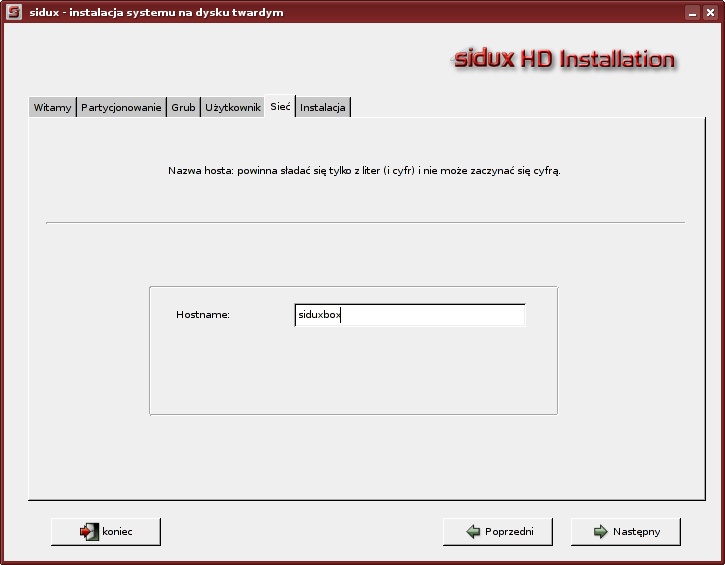 sidux - instalacja systemu na dysku twardym
sidux HD Installation
Witamy Partycjonowanie Grub Użytkownik Sieć Instalacja
Nazwa hosta: powinna sładać się tylko z liter (i cyfr) i nie może zaczynać się cyfrą.
Hostname: siduxbox
koniec Poprzedni Następny